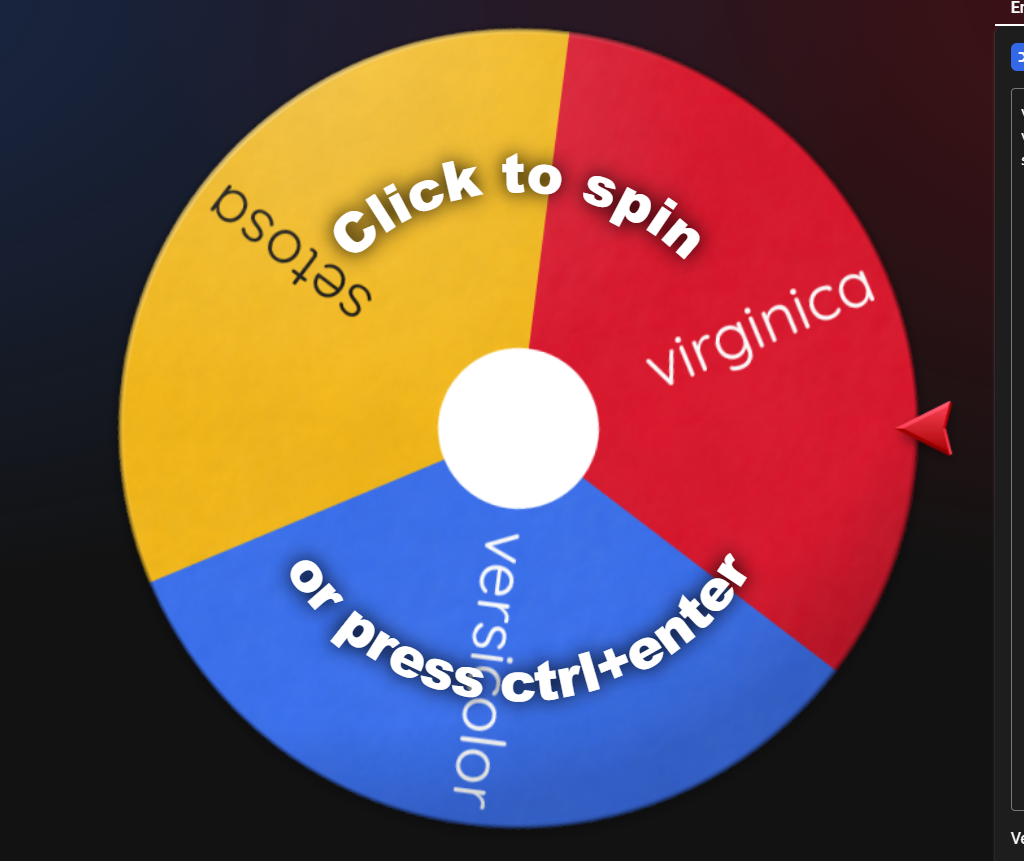 Click to spin
setosa
virginica
versicolor
or press ctrl+enter